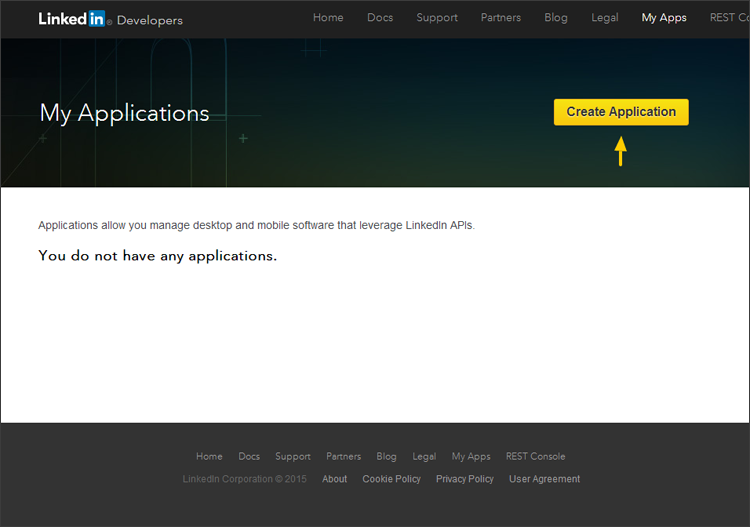 Linked in® Developers Home Docs Support Partners Blog Legal My Apps REST Co
My Applications
Create Application
Applications allow you manage desktop and mobile software that leverage LinkedIn APIs.
You do not have any applications.
Home Docs Support Partners Blog Legal My Apps REST Console
LinkedIn Corporation © 2015 About Cookie Policy Privacy Policy User Agreement